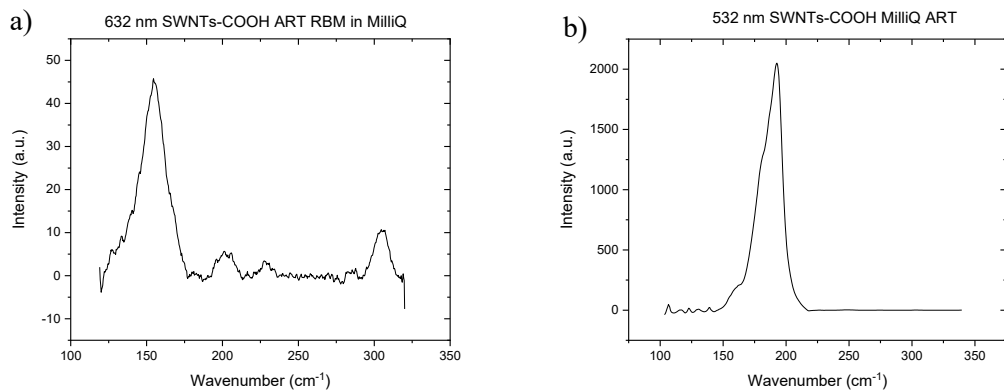 a)
632 nm SWNTs-COOH ART RBM in MilliQ
50
40
30
20
10
0
-10
Intensity (a.u.)
100 150 200 250 300 350
Wavenumber (cm⁻¹)
b)
532 nm SWNTs-COOH MilliQ ART
2000
1500
1000
500
0
Intensity (a.u.)
100 150 200 250 300 350
Wavenumber (cm⁻¹)